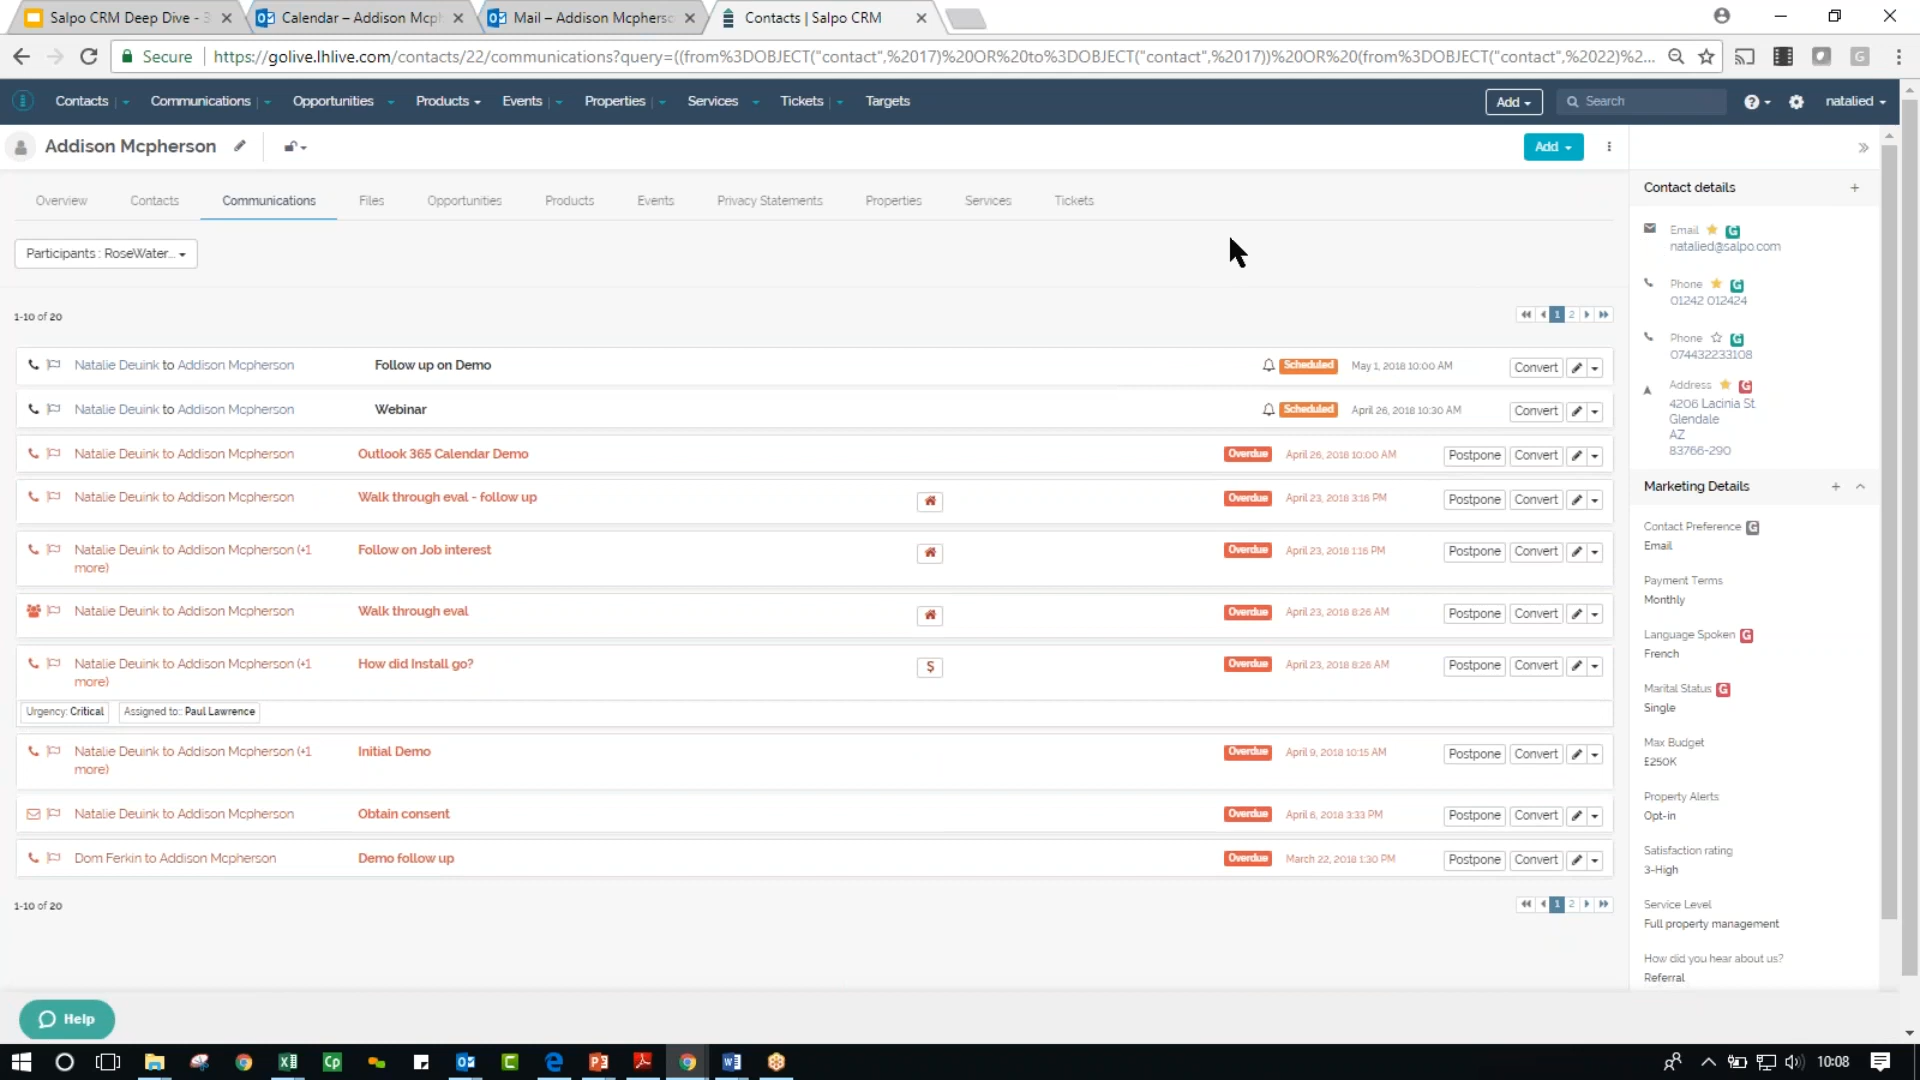 Salpo CRM Deep Dive - 3
Calendar – Addison Mcph
Mail – Addison Mcpherso
Contacts | Salpo CRM
Secure
https://golive.lhlive.com/contacts/22/communications?query=((from%3DOBJECT("contact",%2017)%20OR%20to%3DOBJECT("contact",%2017))%20OR%20(from%3DOBJECT("contact",%2022)%2...
Contacts
Communications
Opportunities
Products
Events
Properties
Services
Tickets
Targets
Add
Search
natalied
Addison Mcpherson
Add
Overview
Contacts
Communications
Files
Opportunities
Products
Events
Privacy Statements
Properties
Services
Tickets
Participants : RoseWater...
1-10 of 20
1 2
Natalie Deuink to Addison Mcpherson Follow up on Demo Scheduled May 1, 2018 10:00 AM Convert
Natalie Deuink to Addison Mcpherson Webinar Scheduled April 26, 2018 10:30 AM Convert
Natalie Deuink to Addison Mcpherson Outlook 365 Calendar Demo Overdue April 26, 2018 10:00 AM Postpone Convert
Natalie Deuink to Addison Mcpherson Walk through eval - follow up Overdue April 23, 2018 3:16 PM Postpone Convert
Natalie Deuink to Addison Mcpherson (+1 Follow on Job interest Overdue April 23, 2018 1:16 PM Postpone Convert
more)
Natalie Deuink to Addison Mcpherson Walk through eval Overdue April 23, 2018 8:26 AM Postpone Convert
Natalie Deuink to Addison Mcpherson (+1 How did Install go? $ Overdue April 23, 2018 8:26 AM Postpone Convert
more)
Urgency: Critical Assigned to:: Paul Lawrence
Natalie Deuink to Addison Mcpherson (+1 Initial Demo Overdue April 9, 2018 10:15 AM Postpone Convert
more)
Natalie Deuink to Addison Mcpherson Obtain consent Overdue April 6, 2018 3:33 PM Postpone Convert
Dom Ferkin to Addison Mcpherson Demo follow up Overdue March 22, 2018 1:30 PM Postpone Convert
1-10 of 20
1 2
Contact details
Email
natalied@salpo.com
Phone
01242 012424
Phone
074432233108
Address
4206 Lacinia St
Glendale
AZ
83766-290
Marketing Details
Contact Preference
Email
Payment Terms
Monthly
Language Spoken
French
Marital Status
Single
Max Budget
£250K
Property Alerts
Opt-in
Satisfaction rating
3-High
Service Level
Full property management
How did you hear about us?
Referral
Help
10:08